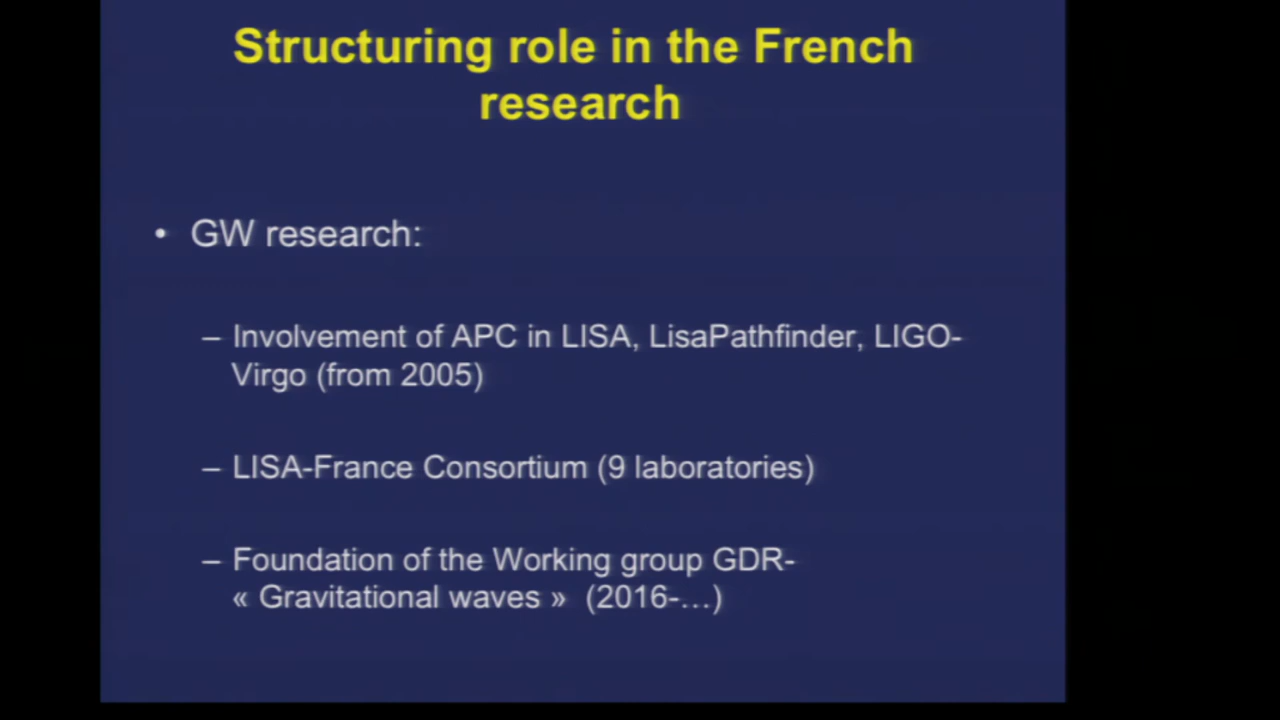 Structuring role in the French
research
• GW research:
– Involvement of APC in LISA, LisaPathfinder, LIGO-
Virgo (from 2005)
– LISA-France Consortium (9 laboratories)
– Foundation of the Working group GDR-
« Gravitational waves » (2016-…)